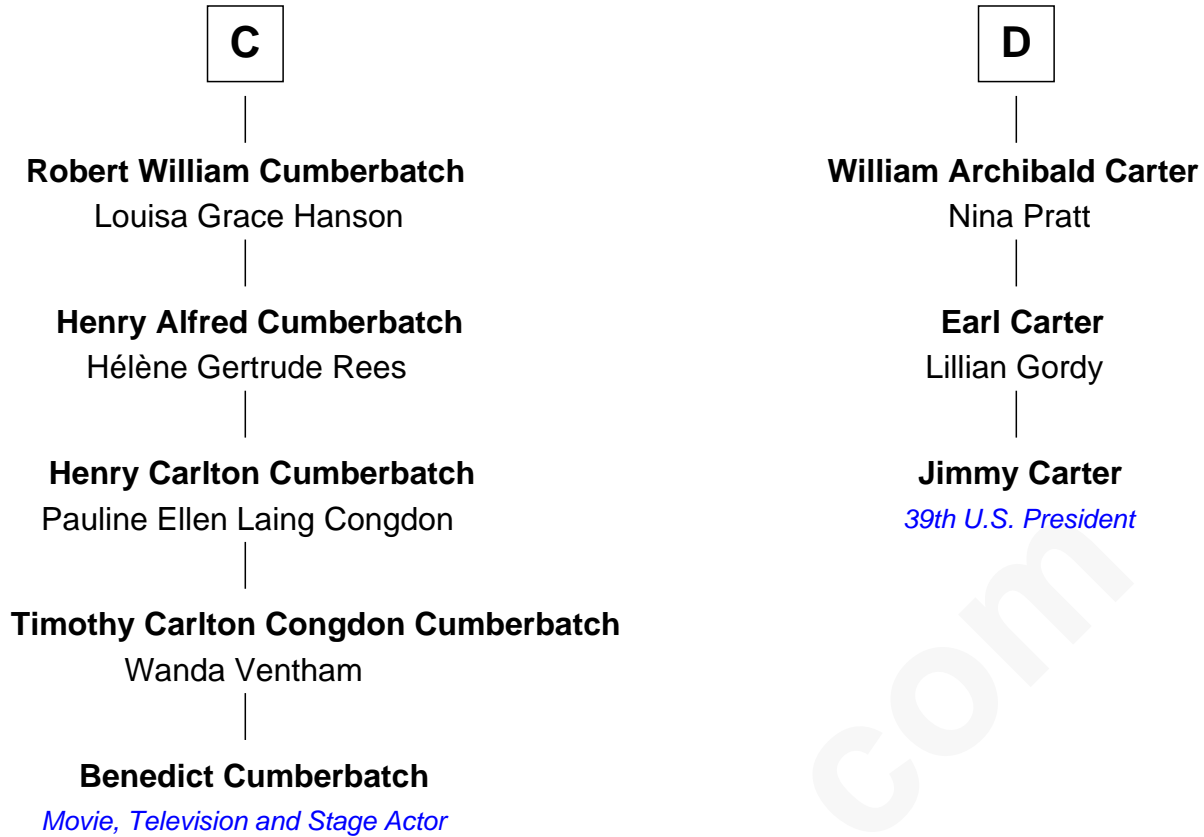 C
Robert William Cumberbatch
Louisa Grace Hanson
Henry Alfred Cumberbatch
Hélène Gertrude Rees
Henry Carlton Cumberbatch
Pauline Ellen Laing Congdon
Timothy Carlton Congdon Cumberbatch
Wanda Ventham
Benedict Cumberbatch
Movie, Television and Stage Actor
D
William Archibald Carter
Nina Pratt
Earl Carter
Lillian Gordy
Jimmy Carter
39th U.S. President
com